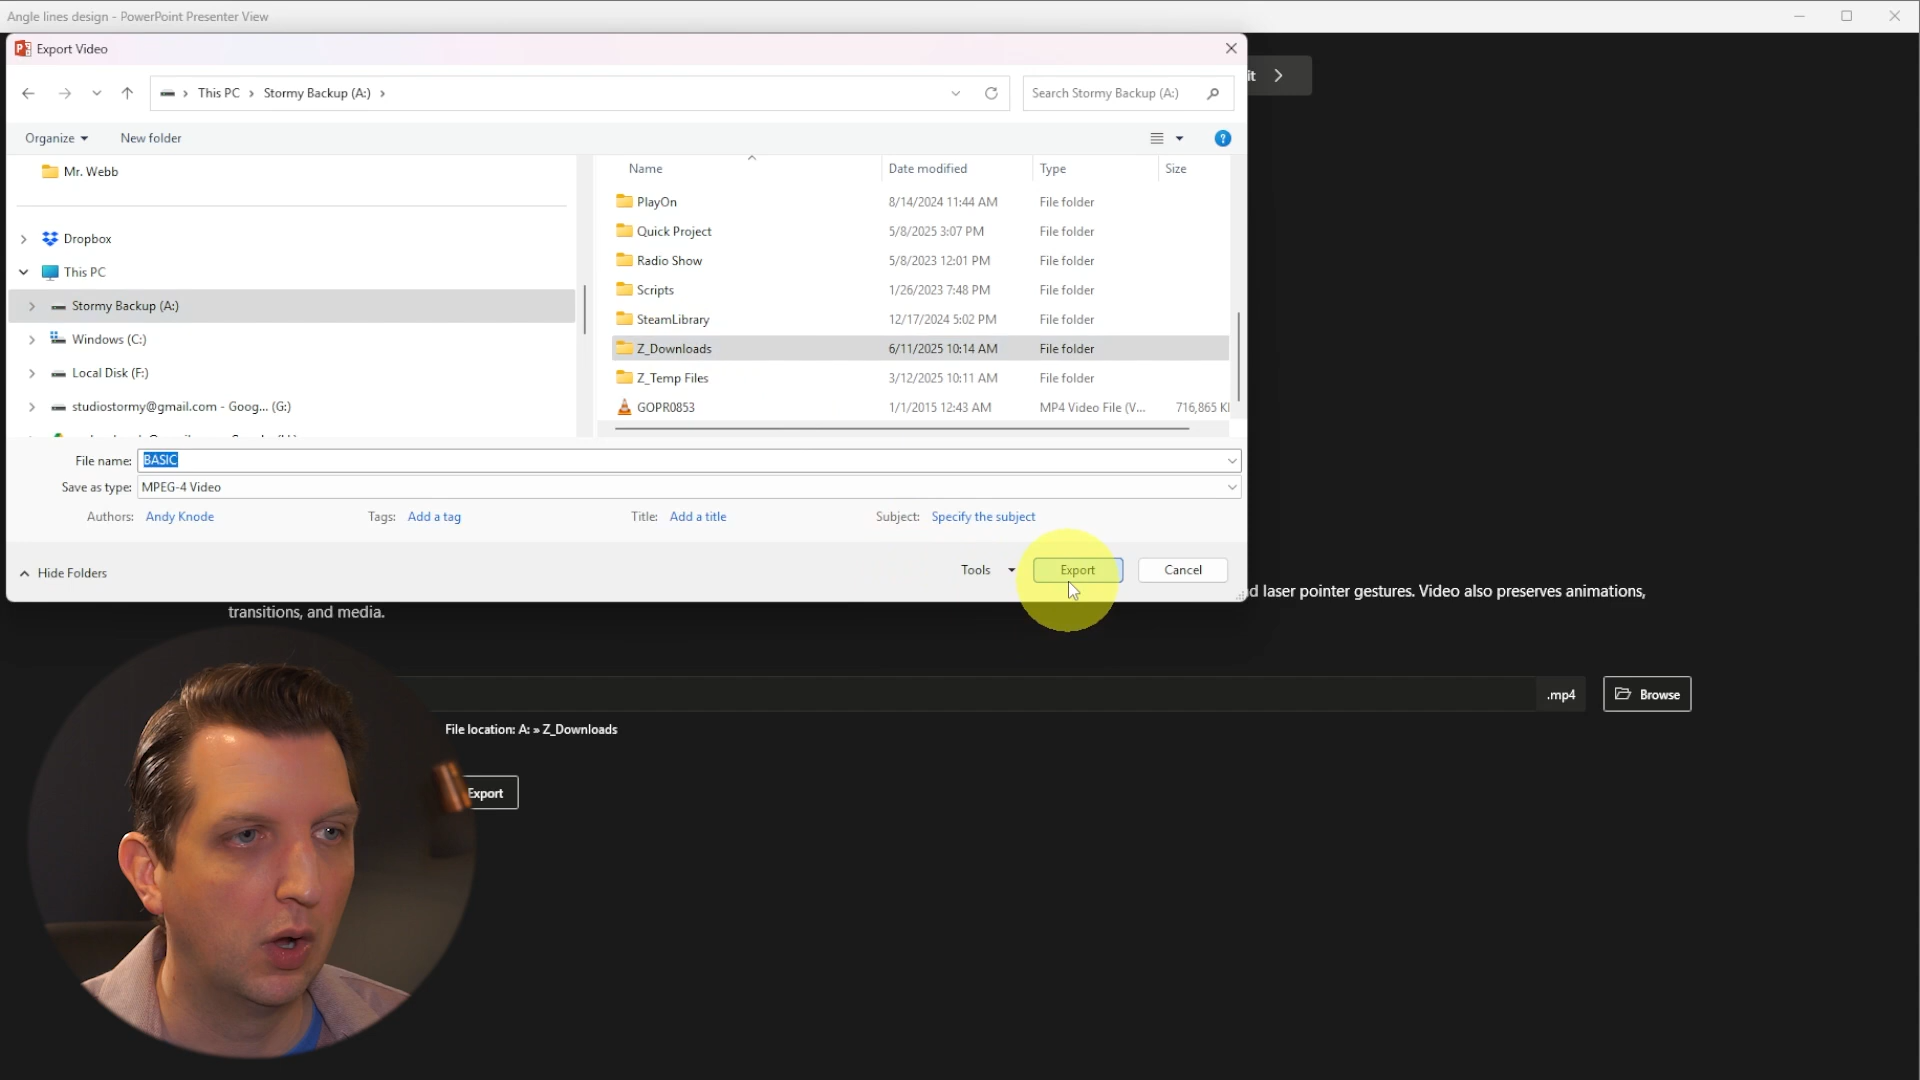 Angle lines design - PowerPoint Presenter View
Export Video
This PC > Stormy Backup (A:) >
Search Stormy Backup (A:)
it
Organize
New folder
Name
Date modified
Type
Size
Mr. Webb
Dropbox
This PC
Stormy Backup (A:)
Windows (C:)
Local Disk (F:)
studiostormy@gmail.com - Goog... (G:)
PlayOn 8/14/2024 11:44 AM File folder
Quick Project 5/8/2025 3:07 PM File folder
Radio Show 5/8/2023 12:01 PM File folder
Scripts 1/26/2023 7:48 PM File folder
SteamLibrary 12/17/2024 5:02 PM File folder
Z_Downloads 6/11/2025 10:14 AM File folder
Z_Temp Files 3/12/2025 10:11 AM File folder
GOPR0853 1/1/2015 12:43 AM MP4 Video File (V... 716,865 K
File name: BASIC
Save as type: MPEG-4 Video
Authors: Andy Knode Tags: Add a tag Title: Add a title Subject: Specify the subject
Hide Folders
Tools
Export
Cancel
d laser pointer gestures. Video also preserves animations,
transitions, and media.
.mp4
Browse
File location: A: » Z_Downloads
Export